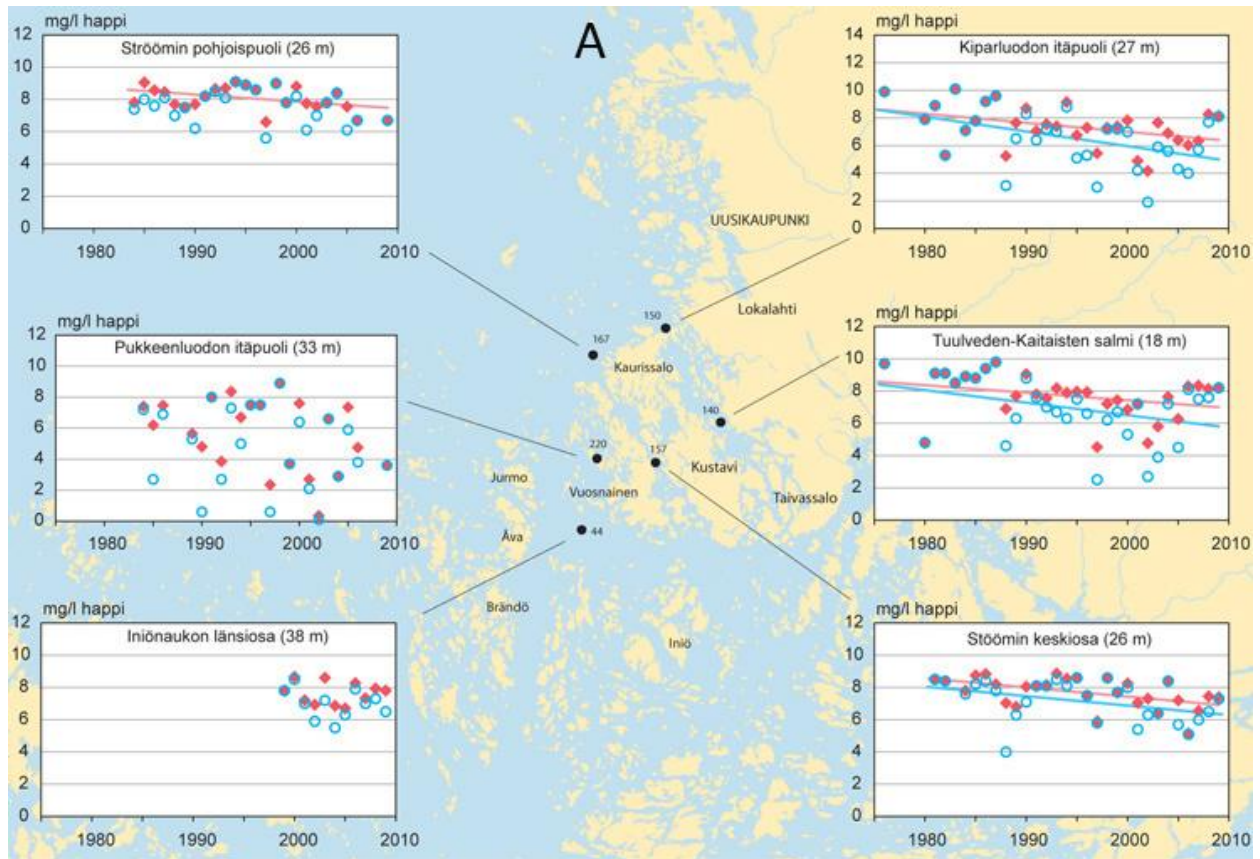 A
mg/l happi
12
10
8
6
4
2
0
Ströömin pohjoispuoli (26 m)
1980 1990 2000 2010
mg/l happi
14
12
10
8
6
4
2
0
Kiparluodon itäpuoli (27 m)
1980 1990 2000 2010
mg/l happi
12
10
8
6
4
2
0
Pukkeenluodon itäpuoli (33 m)
1980 1990 2000 2010
mg/l happi
12
10
8
6
4
2
0
Tuulveden-Kaitaisten salmi (18 m)
1980 1990 2000 2010
mg/l happi
12
10
8
6
4
2
0
Iniönaukon länsiosa (38 m)
1980 1990 2000 2010
mg/l happi
12
10
8
6
4
2
0
Stöömin keskiosa (26 m)
1980 1990 2000 2010
UUSIKAUPUNKI
Lokalahti
150
167
Kaurissalo
140
220
157
Kustavi
Jurmo
Vuosnainen
Taivassalo
44
Åva
Brändö
Iniö